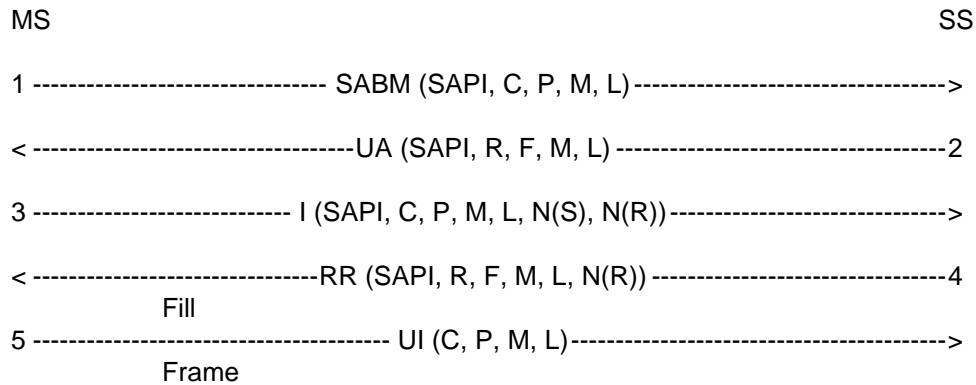 MS SS
1 --------------------------------- SABM (SAPI, C, P, M, L) ----------------------------------->
< ------------------------------------UA (SAPI, R, F, M, L) -------------------------------------2
3 ----------------------------- I (SAPI, C, P, M, L, N(S), N(R))------------------------------->
< -----------------------------------RR (SAPI, R, F, M, L, N(R)) ---------------------------------4
Fill
5 ---------------------------------------- UI (C, P, M, L)------------------------------------------>
Frame